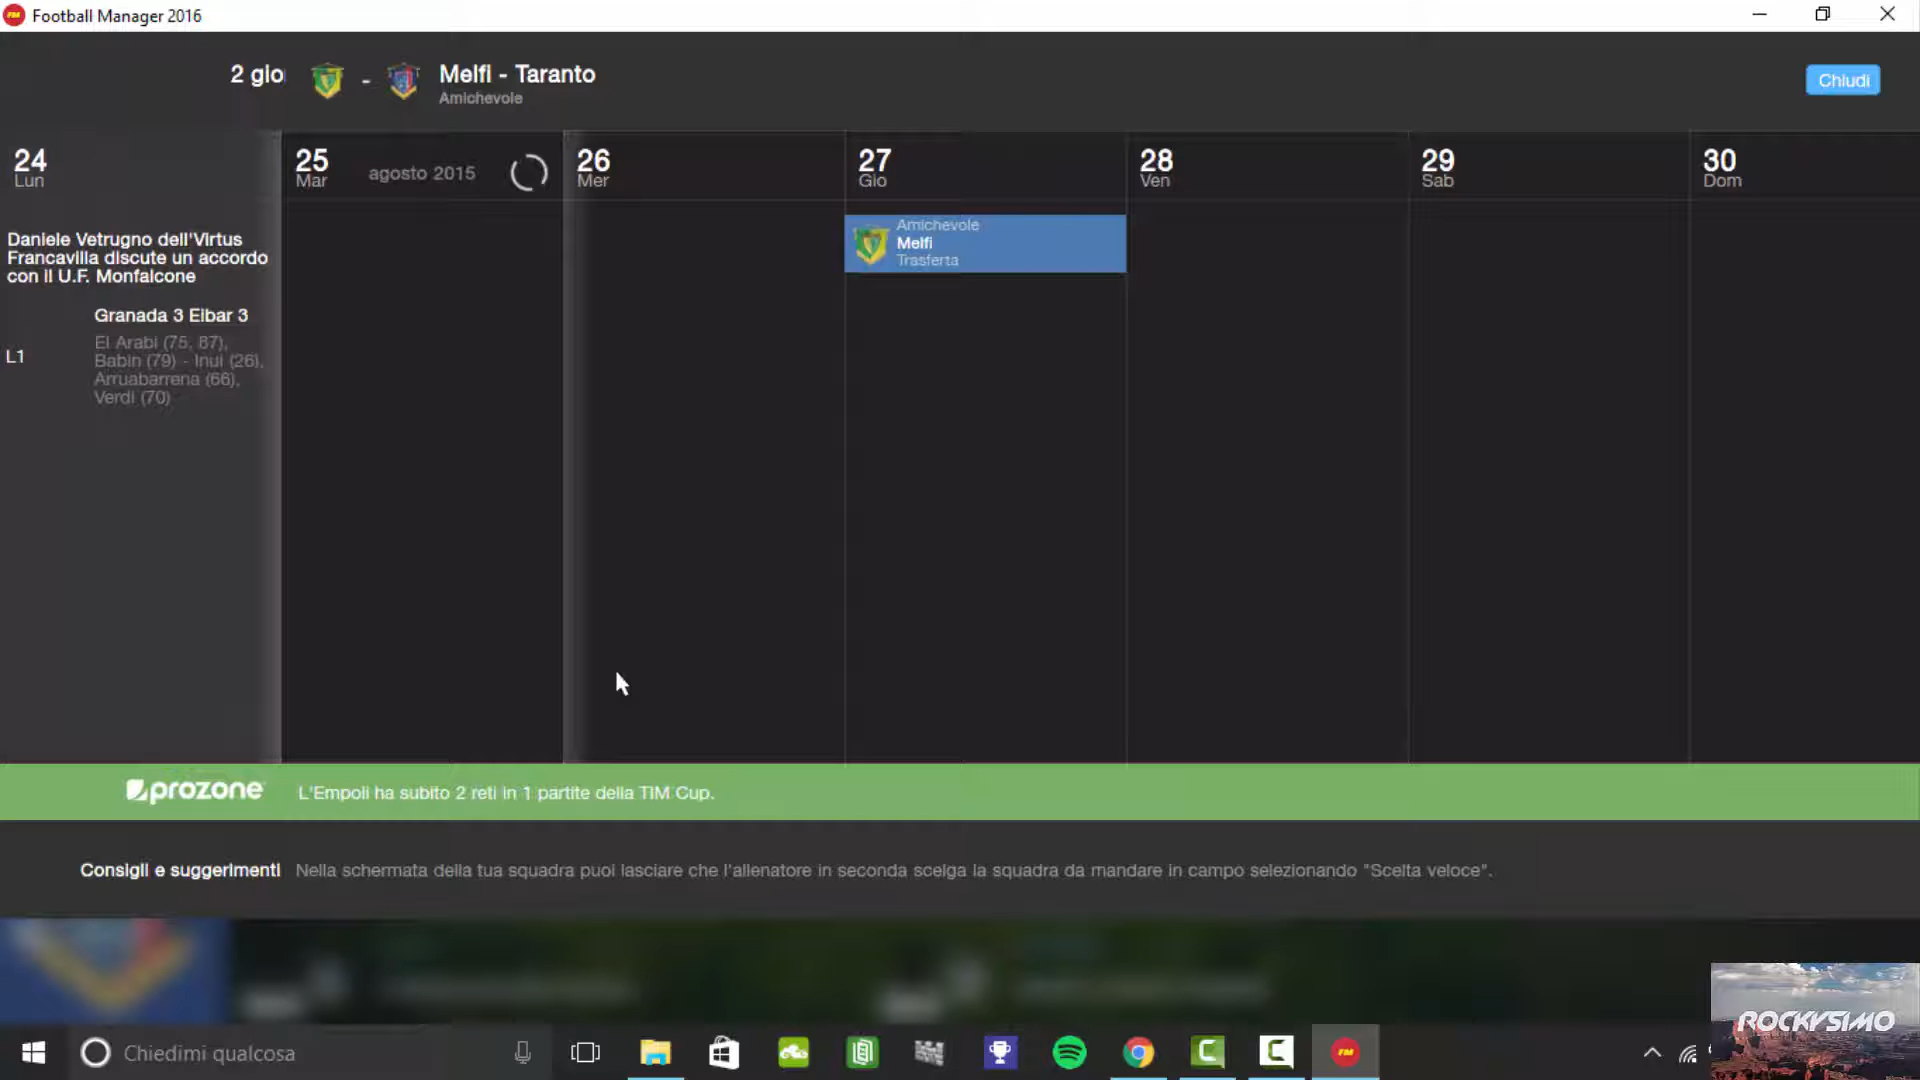 Football Manager 2016
2 gio
-
Melfi - Taranto
Amichevole
Chiudi
24
Lun
25
Mar
agosto 2015
26
Mer
27
Gio
28
Ven
29
Sab
30
Dom
Daniele Vetrugno dell'Virtus
Francavilla discute un accordo
con il U.F. Monfalcone
Granada 3 Eibar 3
L1
El Arabi (75, 87),
Babin (79) - Inui (26),
Arruabarrena (66),
Verdi (70)
Amichevole
Melfi
Trasferta
prozone
L'Empoli ha subito 2 reti in 1 partite della TIM Cup.
Consigli e suggerimenti
Nella schermata della tua squadra puoi lasciare che l'allenatore in seconda scelga la squadra da mandare in campo selezionando "Scelta veloce".
Chiedimi qualcosa
FM
ROCKYSIMO